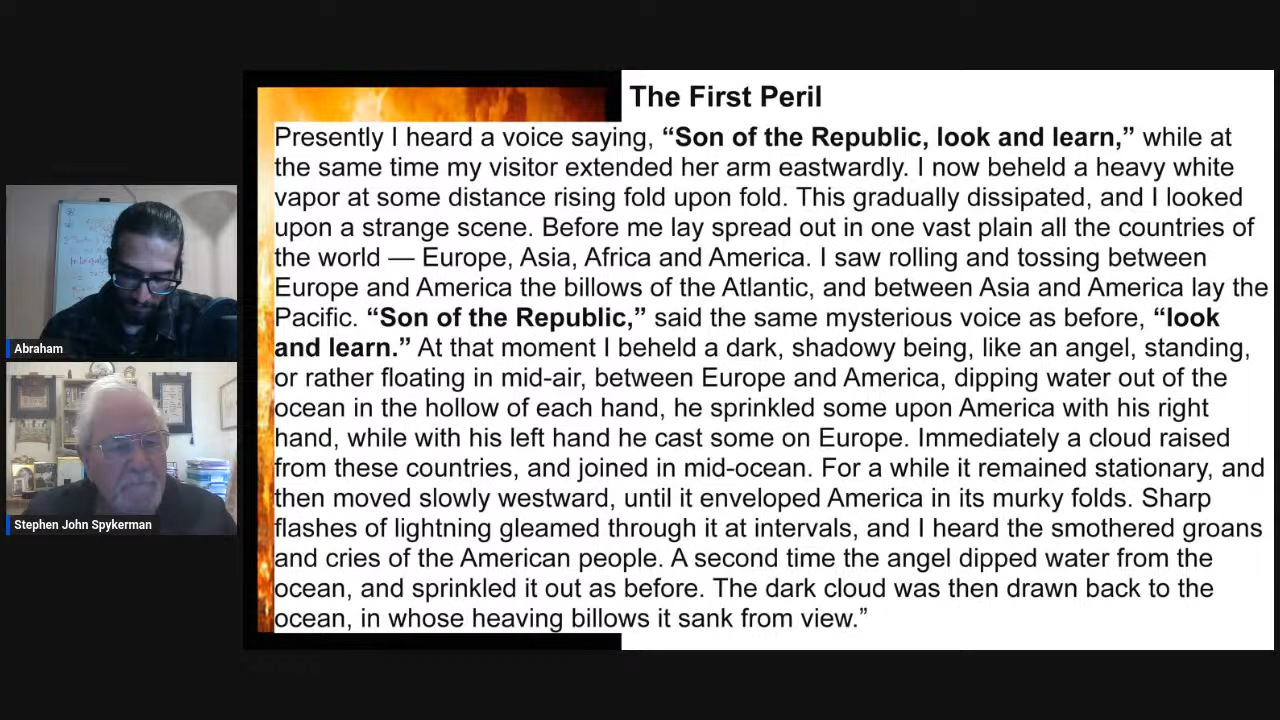 The First Peril
Presently I heard a voice saying, “Son of the Republic, look and learn,” while at
the same time my visitor extended her arm eastwardly. I now beheld a heavy white
vapor at some distance rising fold upon fold. This gradually dissipated, and I looked
upon a strange scene. Before me lay spread out in one vast plain all the countries of
the world — Europe, Asia, Africa and America. I saw rolling and tossing between
Europe and America the billows of the Atlantic, and between Asia and America lay the
Pacific. “Son of the Republic,” said the same mysterious voice as before, “look
and learn.” At that moment I beheld a dark, shadowy being, like an angel, standing,
or rather floating in mid-air, between Europe and America, dipping water out of the
ocean in the hollow of each hand, he sprinkled some upon America with his right
hand, while with his left hand he cast some on Europe. Immediately a cloud raised
from these countries, and joined in mid-ocean. For a while it remained stationary, and
then moved slowly westward, until it enveloped America in its murky folds. Sharp
flashes of lightning gleamed through it at intervals, and I heard the smothered groans
and cries of the American people. A second time the angel dipped water from the
ocean, and sprinkled it out as before. The dark cloud was then drawn back to the
ocean, in whose heaving billows it sank from view.”
Abraham
Stephen John Spykerman